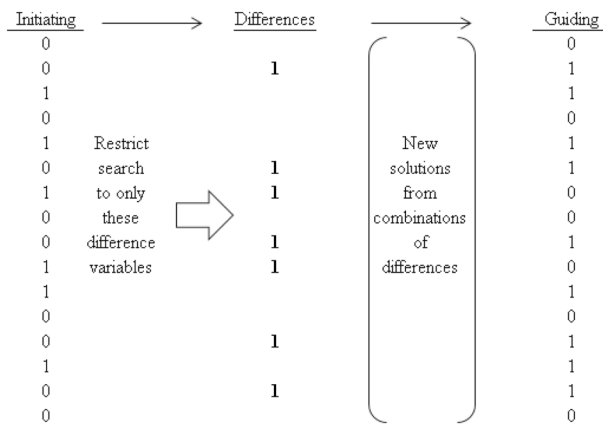 Initiating Differences Guiding
0 0
0 1 1
1 1
0 0
1 Restrict New 1
0 search 1 solutions 1
1 to only 1 from 0
0 these combinations 0
0 difference 1 of 1
1 variables 1 differences 0
1 1
0 0
0 1 1
1 1
0 1 1
0 0